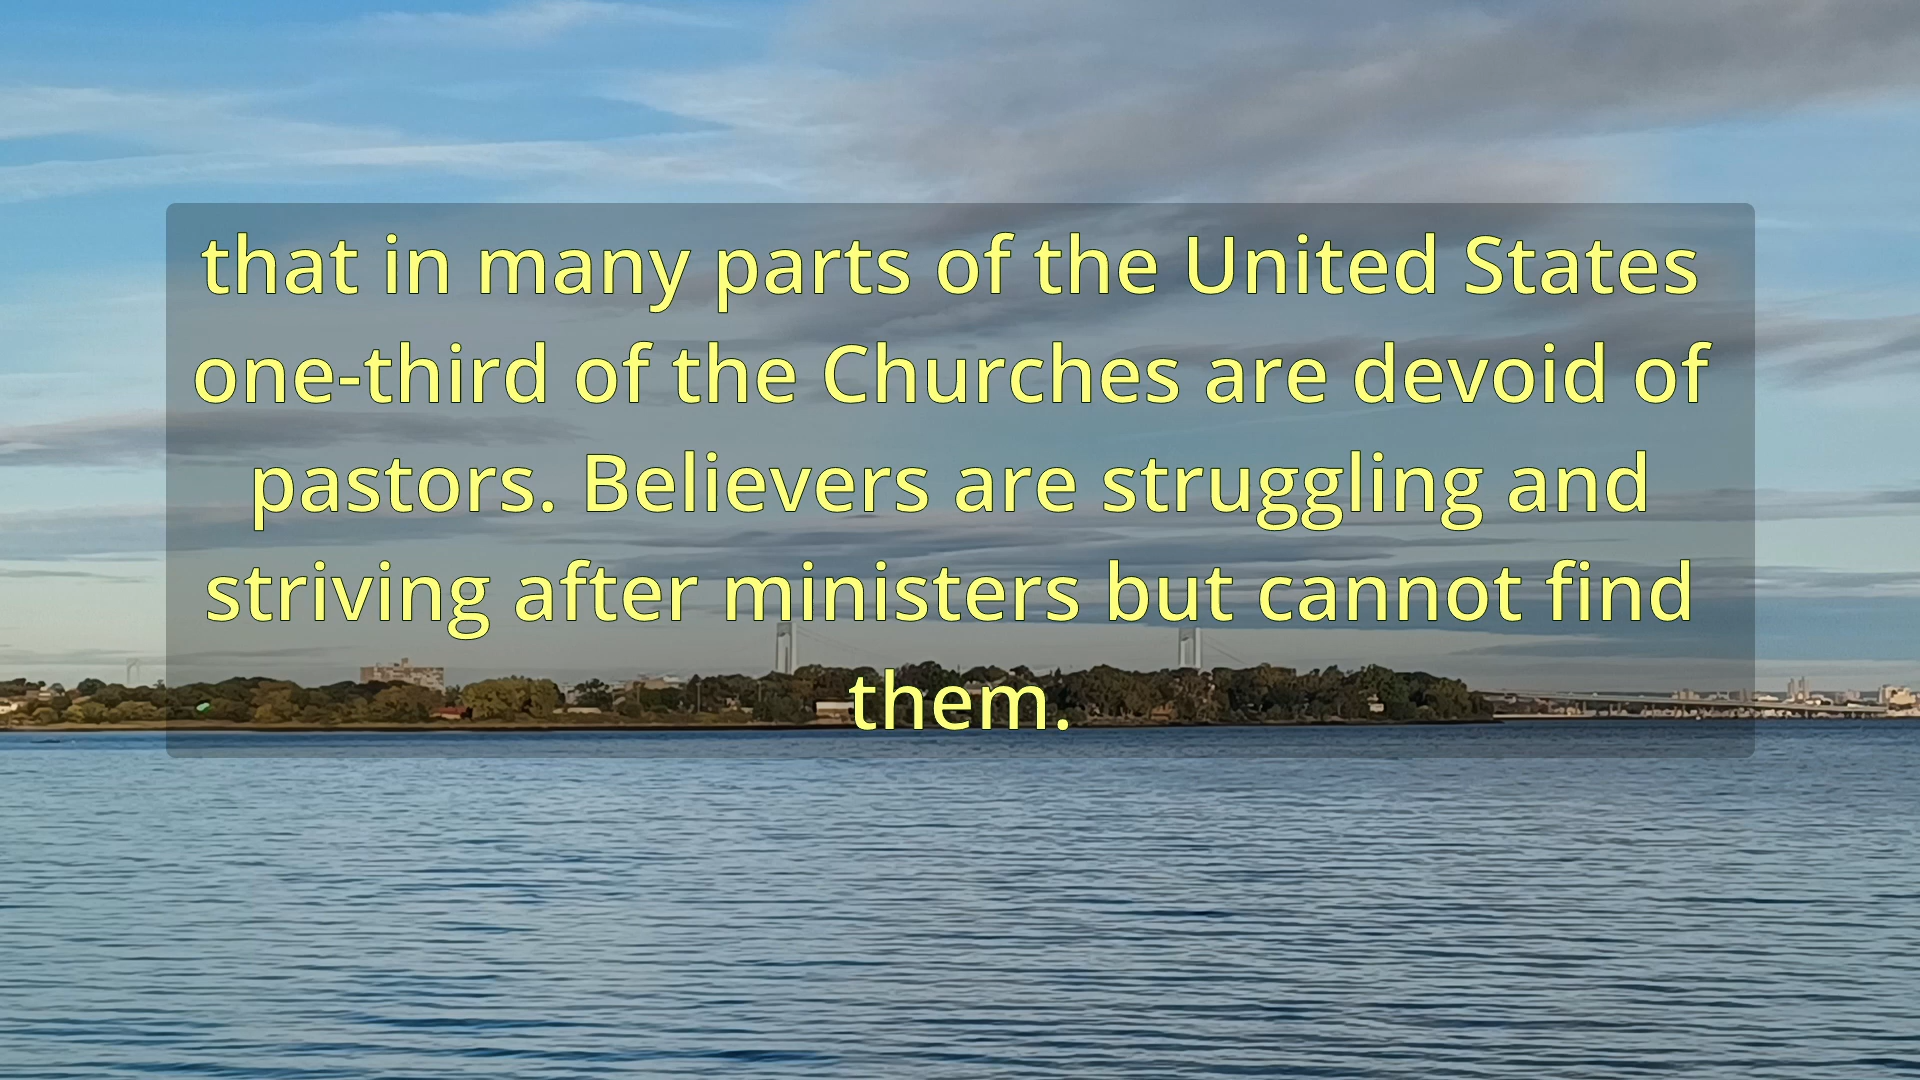 that in many parts of the United States
one-third of the Churches are devoid of
pastors. Believers are struggling and
striving after ministers but cannot find
them.